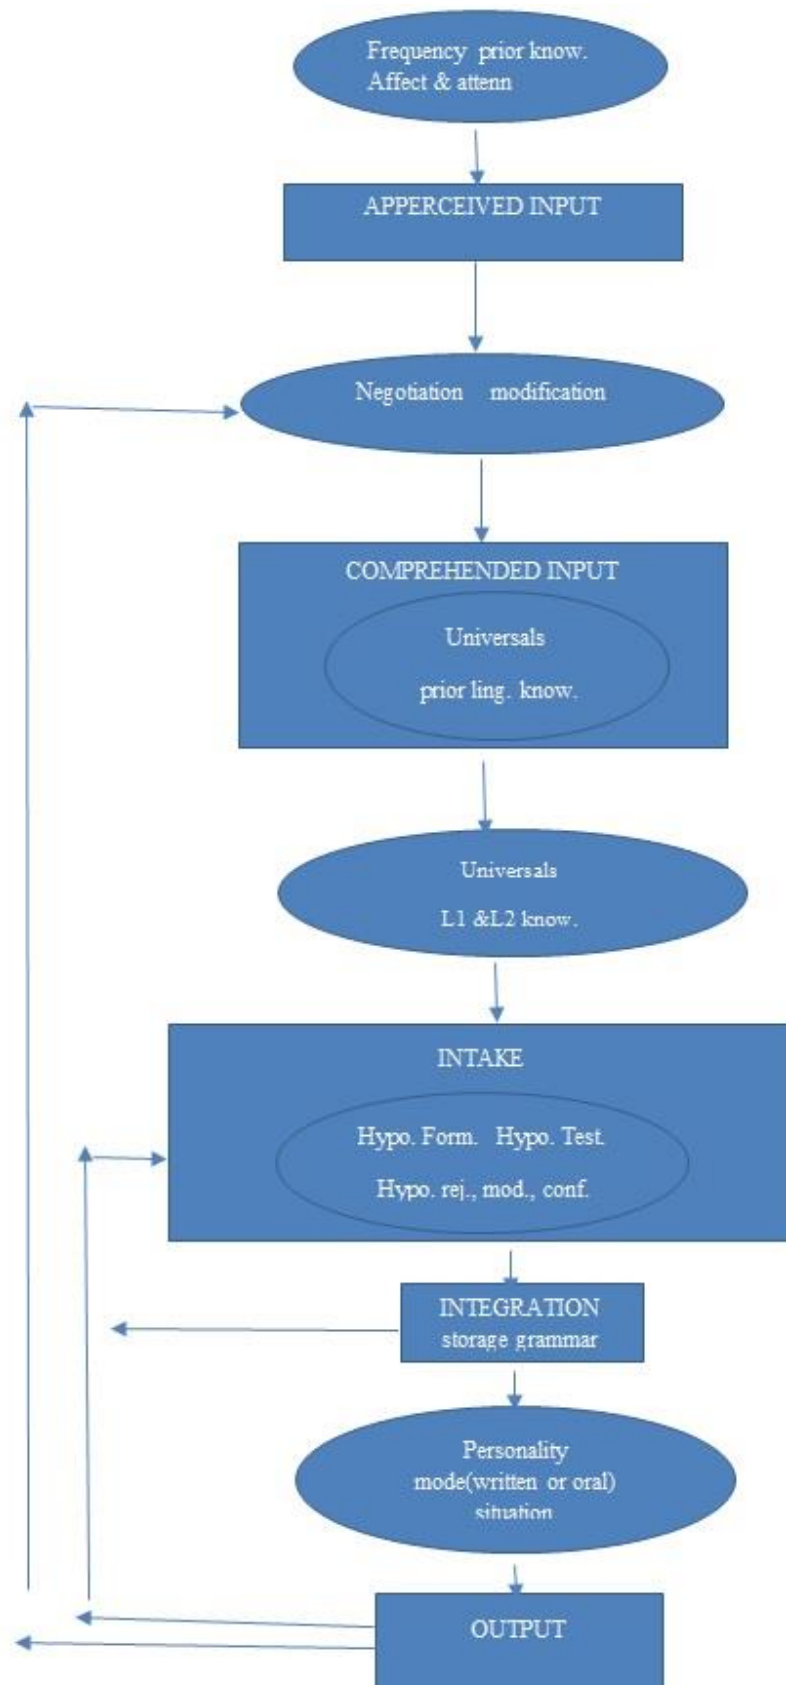 Frequency prior know.
Affect & attenn
APPERCEIVED INPUT
Negotiation modification
COMPREHENDED INPUT
Universals
prior ling. know.
Universals
L1 &L2 know.
INTAKE
Hypo. Form. Hypo. Test.
Hypo. rej., mod., conf.
INTEGRATION
storage grammar
Personality
mode(written or oral)
situation
OUTPUT